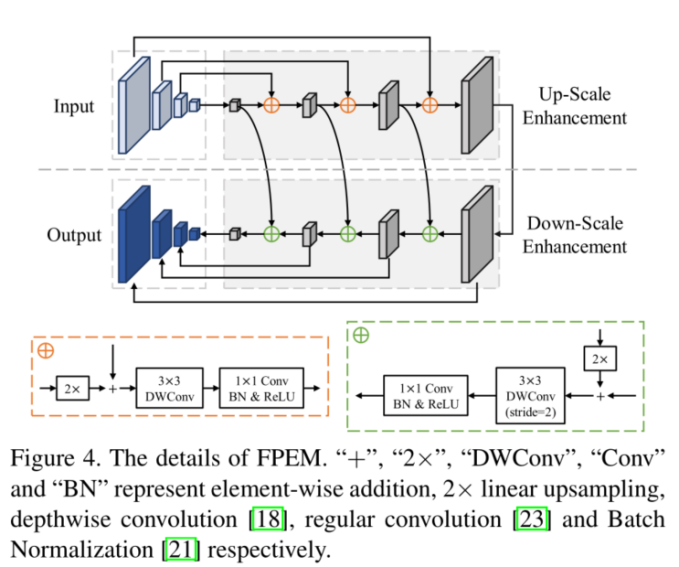 Input
Up-Scale
Enhancement
Output
Down-Scale
Enhancement
2×
+
3×3
DWConv
1×1 Conv
BN & ReLU
1×1 Conv
BN & ReLU
3×3
DWConv
(stride=2)
2×
+
Figure 4. The details of FPEM. “+”, “2×”, “DWConv”, “Conv”
and “BN” represent element-wise addition, 2× linear upsampling,
depthwise convolution [18], regular convolution [23] and Batch
Normalization [21] respectively.